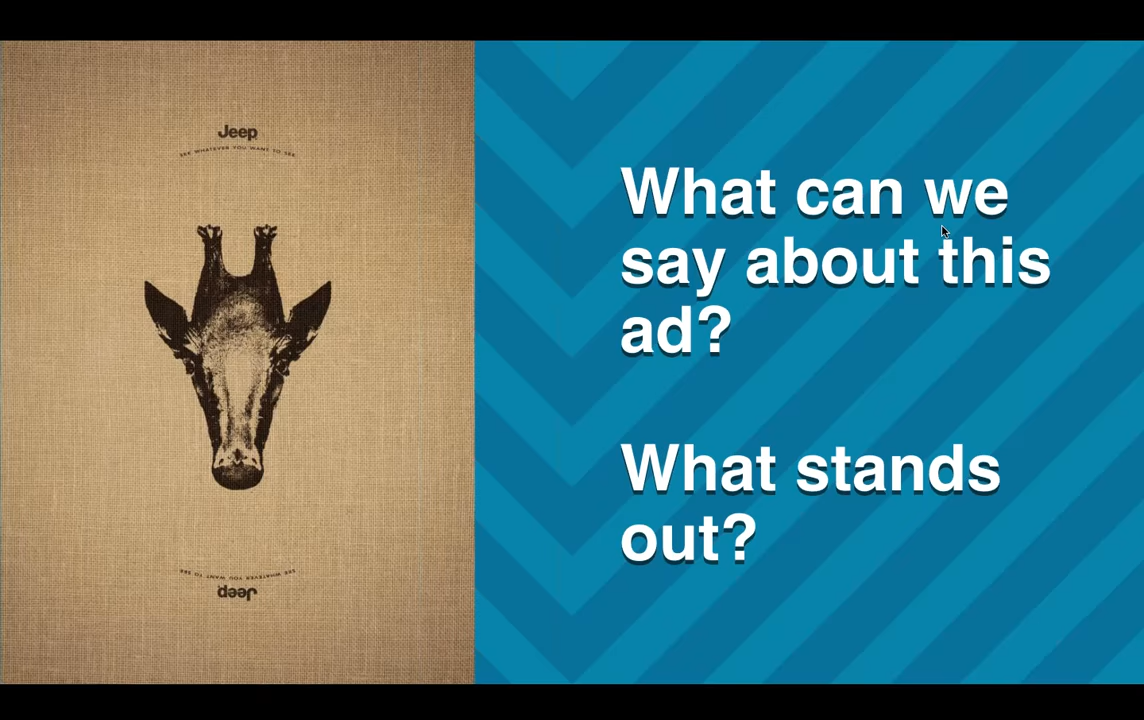 Jeep
SEE WHATEVER YOU WANT TO SEE
What can we
say about this
ad?
What stands
out?
SEE WHATEVER YOU WANT TO SEE
Jeep